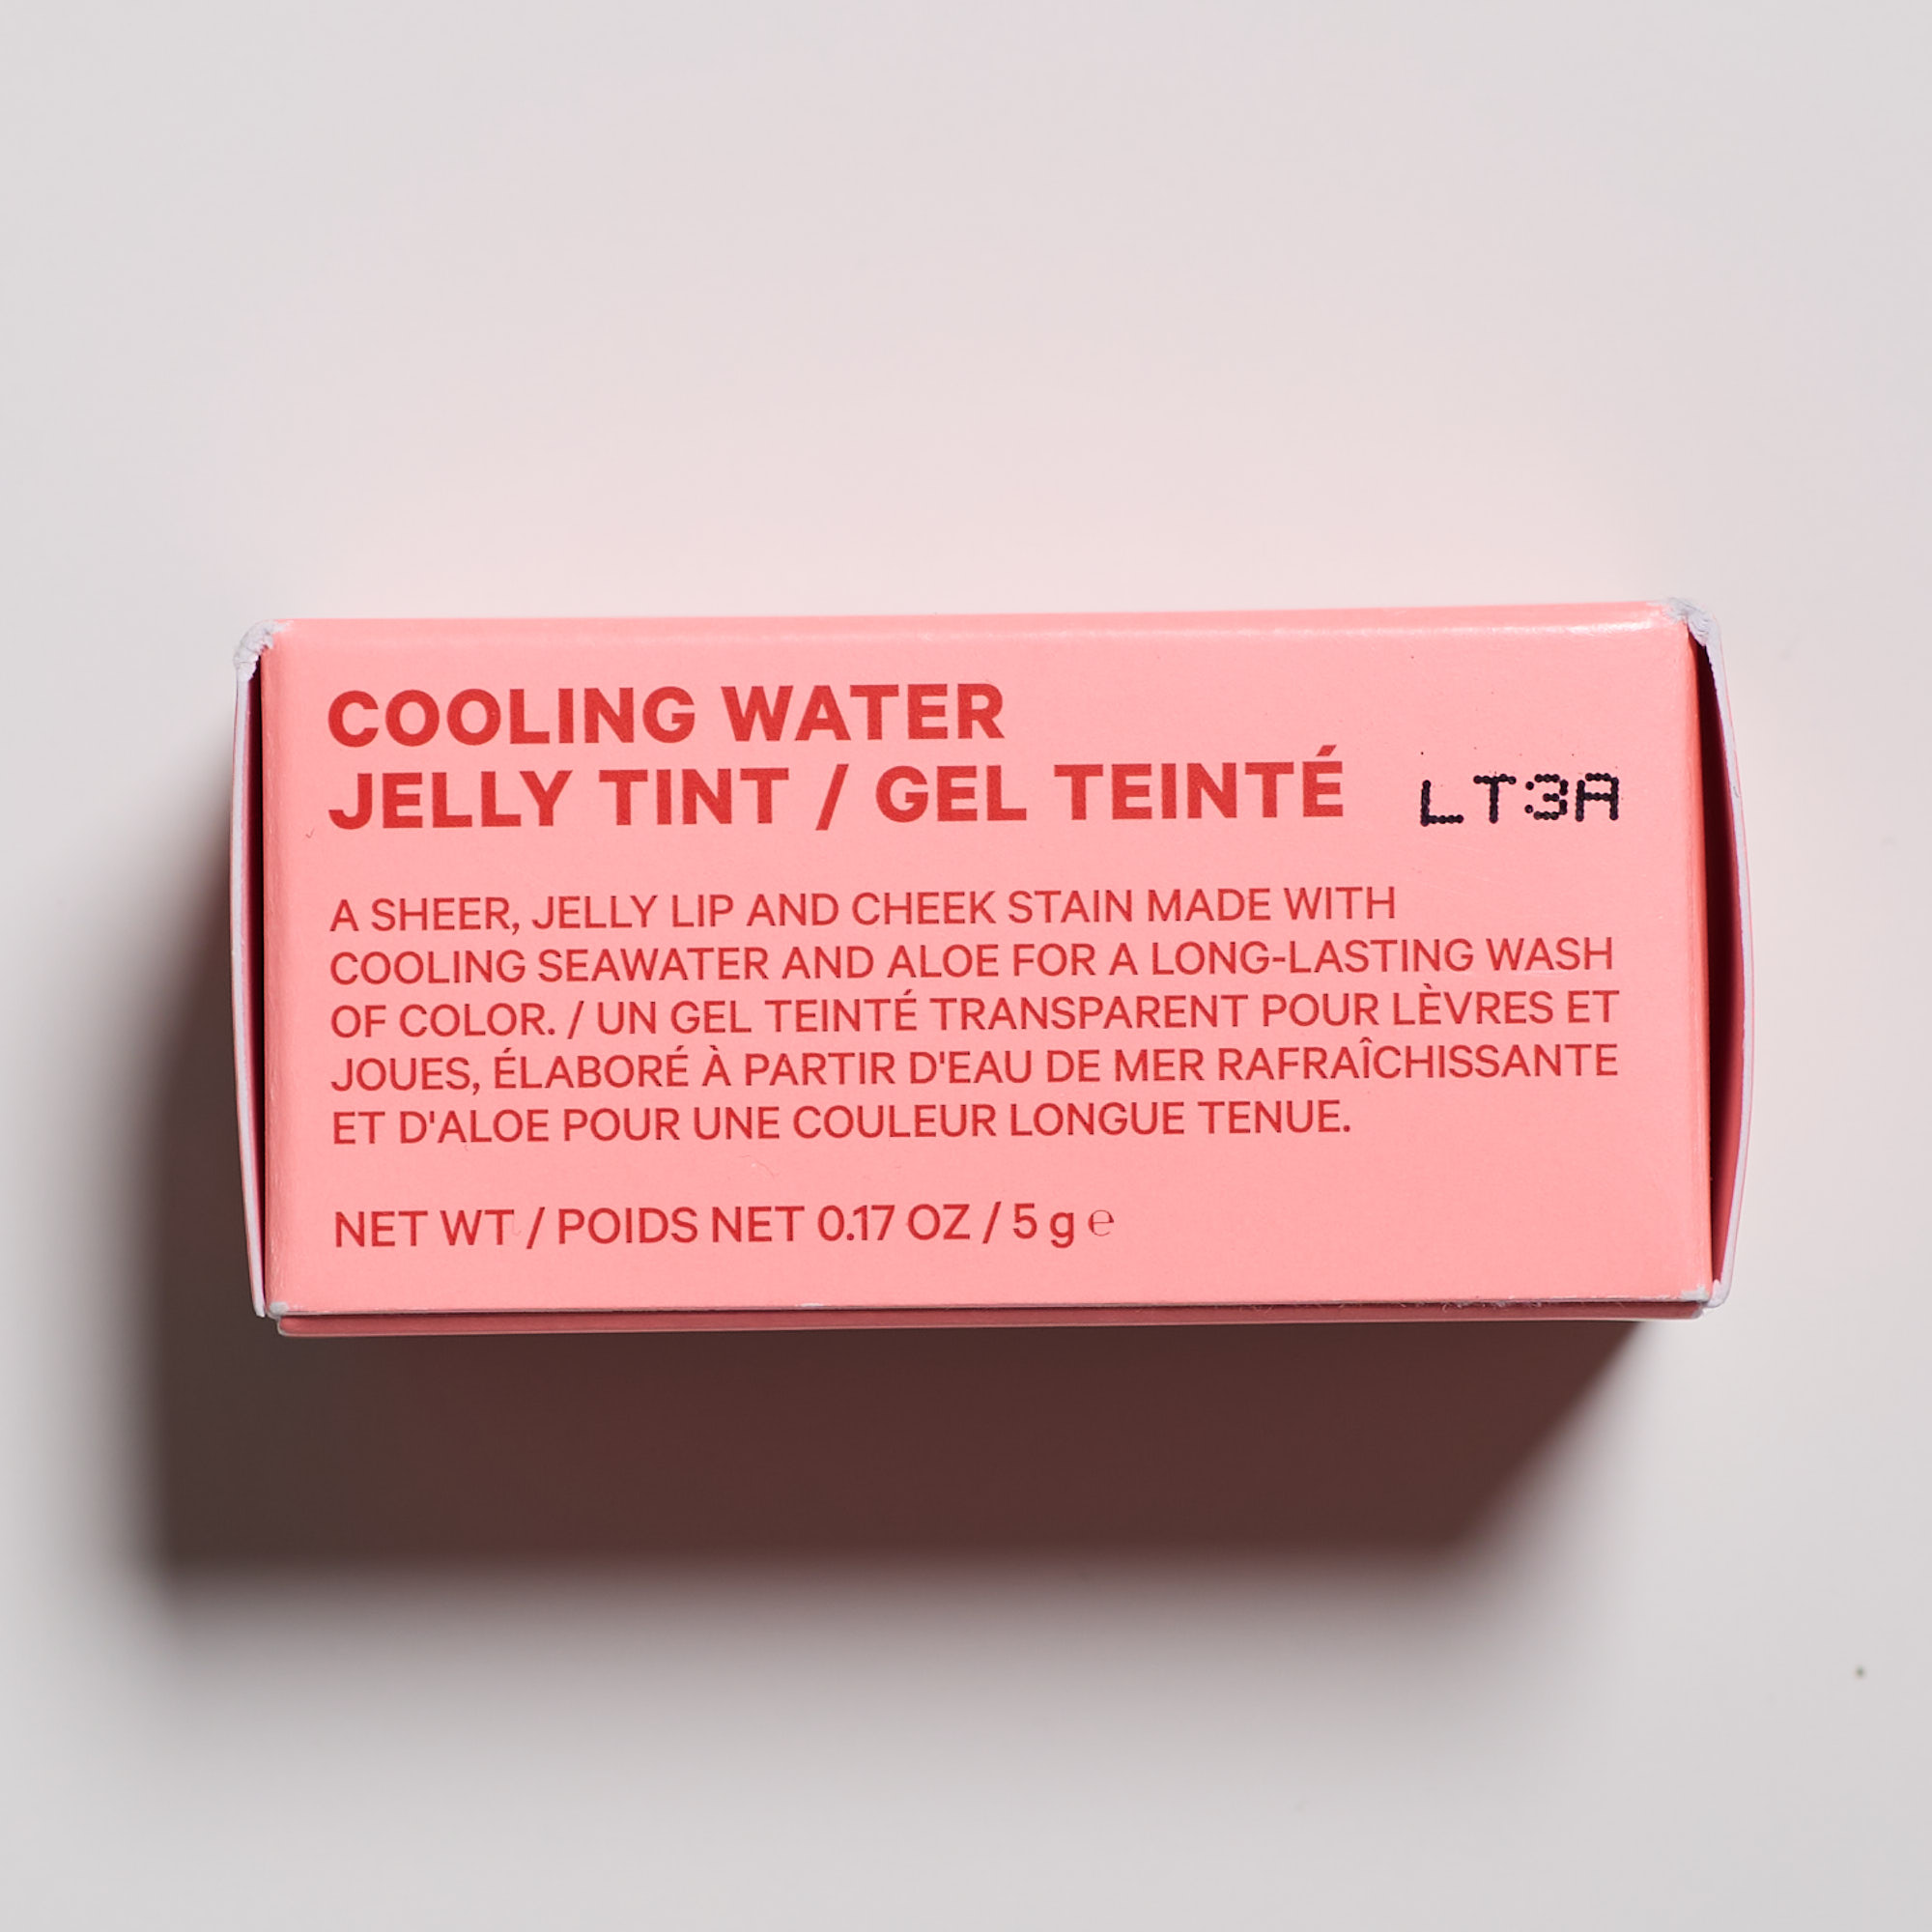 COOLING WATER
JELLY TINT / GEL TEINTÉ
LT3A
A SHEER, JELLY LIP AND CHEEK STAIN MADE WITH
COOLING SEAWATER AND ALOE FOR A LONG-LASTING WASH
OF COLOR. / UN GEL TEINTÉ TRANSPARENT POUR LÈVRES ET
JOUES, ÉLABORÉ À PARTIR D'EAU DE MER RAFRAÎCHISSANTE
ET D'ALOE POUR UNE COULEUR LONGUE TENUE.
NET WT / POIDS NET 0.17 OZ / 5 g ℮